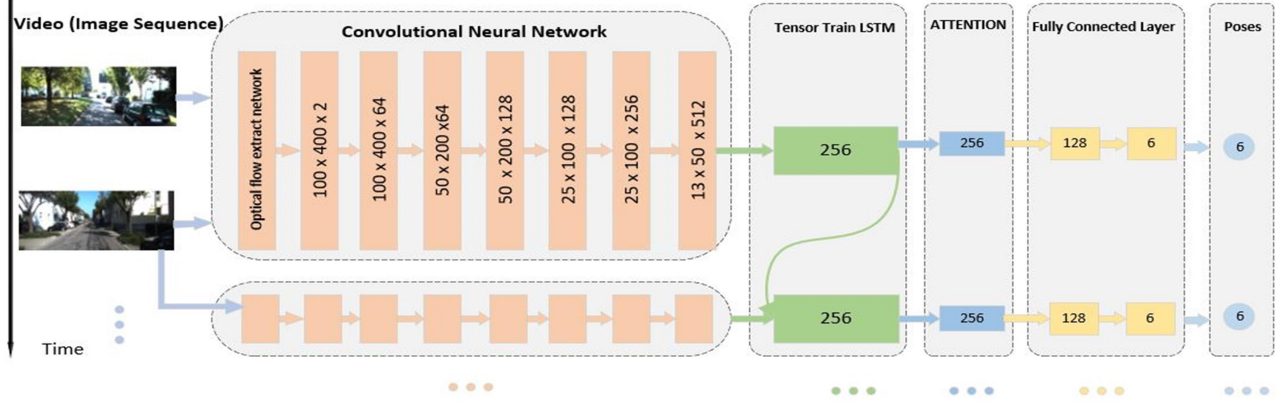 Video (Image Sequence)
Convolutional Neural Network
Tensor Train LSTM
ATTENTION
Fully Connected Layer
Poses
Optical flow extract network
100 x 400 x 2
100 x 400 x 64
50 x 200 x64
50 x 200 x 128
25 x 100 x 128
25 x 100 x 256
13 x 50 x 512
256
256
128
6
6
256
256
128
6
6
Time